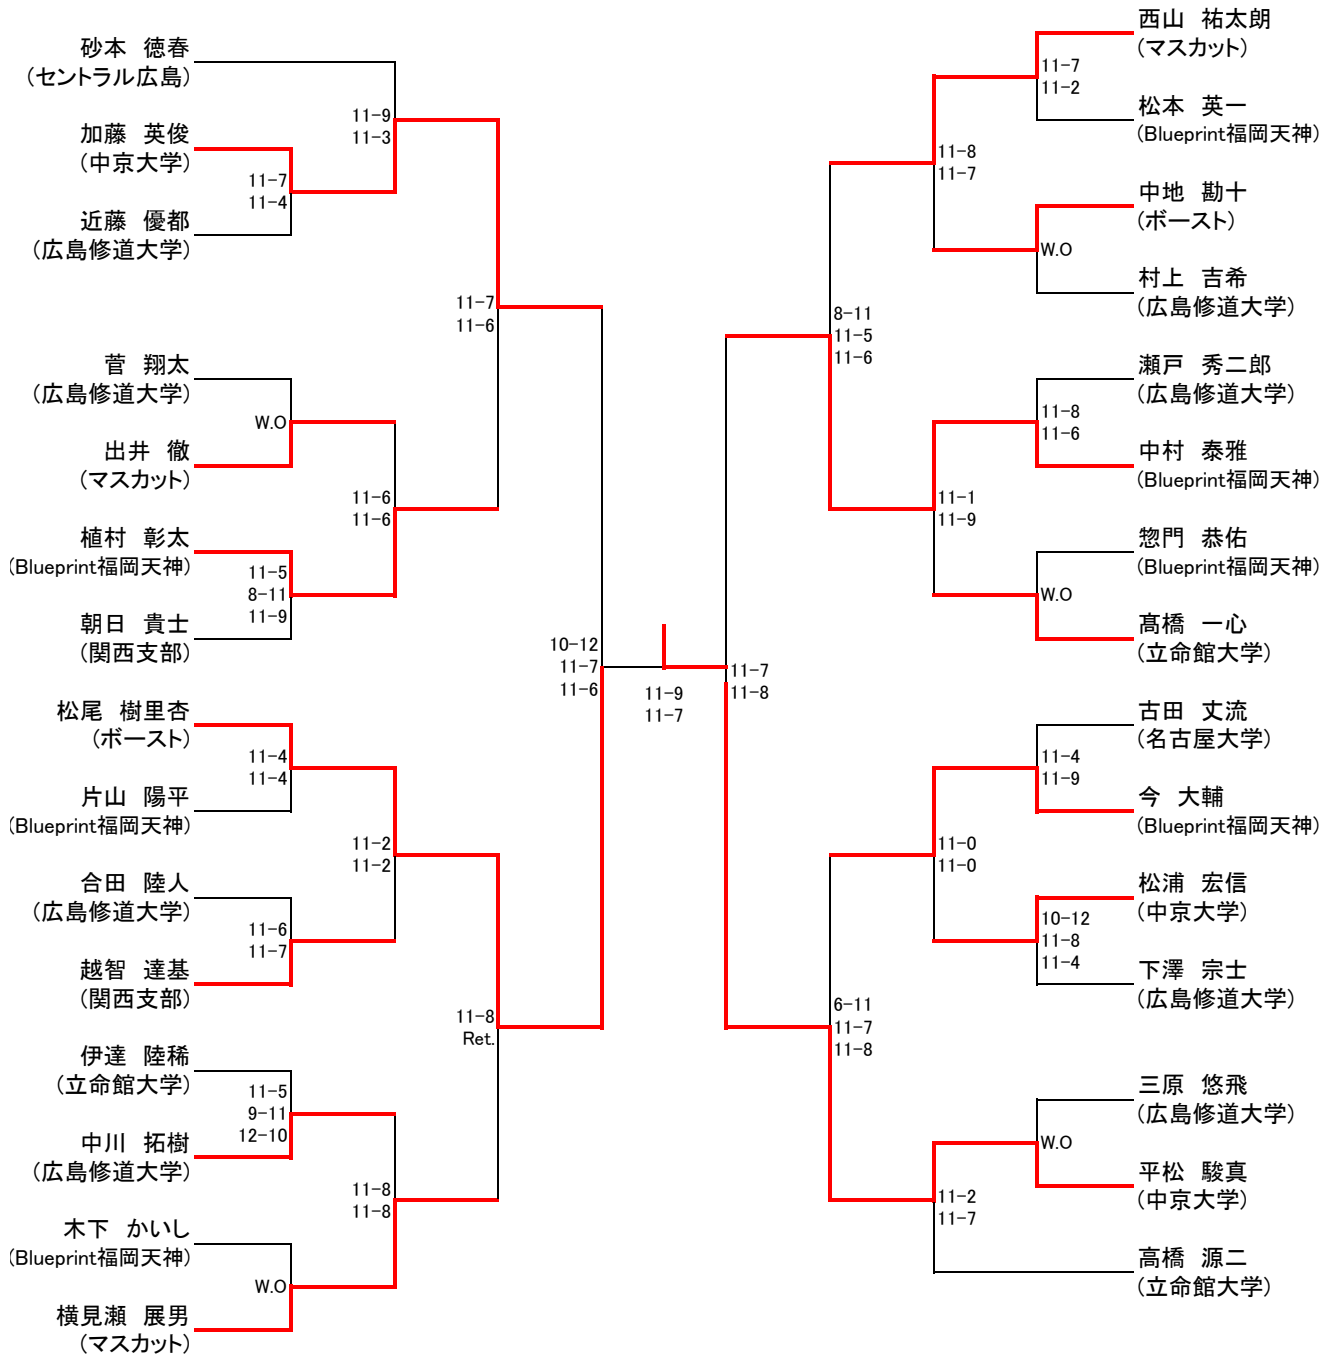 砂本 徳春
(セントラル広島)
11-9
11-3
加藤 英俊
(中京大学)
11-7
11-4
近藤 優都
(広島修道大学)
11-7
11-6
菅 翔太
(広島修道大学)
W.O
出井 徹
(マスカット)
11-6
11-6
植村 彰太
(Blueprint福岡天神)
11-5
8-11
11-9
朝日 貴士
(関西支部)
10-12
11-7
11-6
松尾 樹里杏
(ボースト)
11-4
11-4
片山 陽平
(Blueprint福岡天神)
11-2
11-2
合田 陸人
(広島修道大学)
11-6
11-7
越智 達基
(関西支部)
11-8
Ret.
伊達 陸稀
(立命館大学)
11-5
9-11
12-10
中川 拓樹
(広島修道大学)
11-8
11-8
木下 かいし
(Blueprint福岡天神)
W.O
横見瀬 展男
(マスカット)
11-9
11-7
西山 祐太朗
(マスカット)
11-7
11-2
松本 英一
(Blueprint福岡天神)
11-8
11-7
中地 勘十
(ボースト)
W.O
村上 吉希
(広島修道大学)
8-11
11-5
11-6
瀬戸 秀二郎
(広島修道大学)
11-8
11-6
中村 泰雅
(Blueprint福岡天神)
11-1
11-9
惣門 恭佑
(Blueprint福岡天神)
W.O
髙橋 一心
(立命館大学)
11-7
11-8
古田 丈流
(名古屋大学)
11-4
11-9
今 大輔
(Blueprint福岡天神)
11-0
11-0
松浦 宏信
(中京大学)
10-12
11-8
11-4
下澤 宗士
(広島修道大学)
6-11
11-7
11-8
三原 悠飛
(広島修道大学)
W.O
平松 駿真
(中京大学)
11-2
11-7
高橋 源二
(立命館大学)